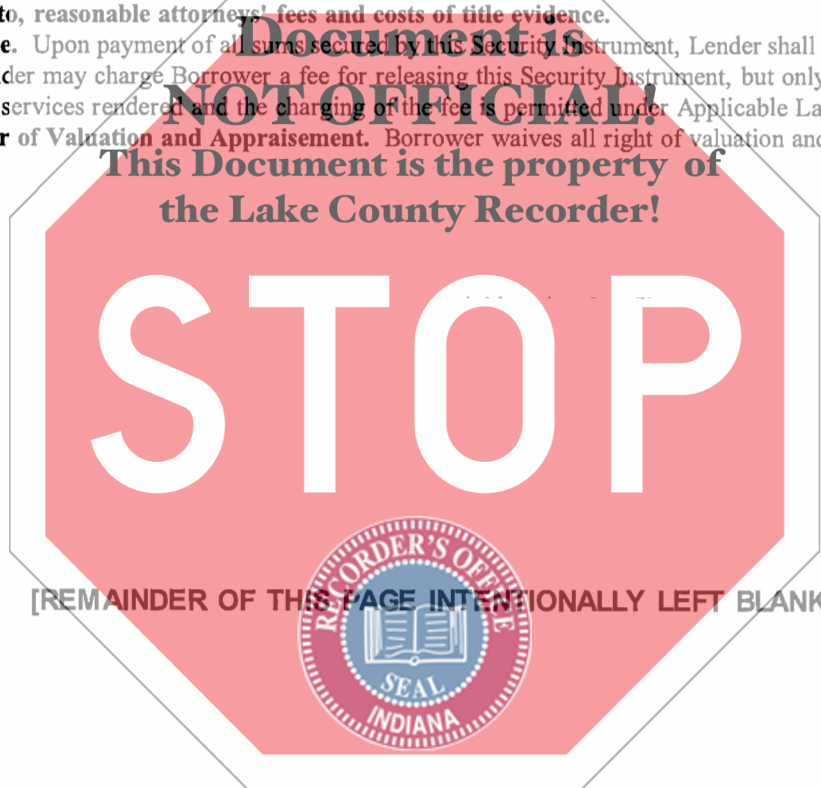 to, reasonable attorneys' fees and costs of title evidence.
e. Upon payment of all sums secured by this Security Instrument, Lender shall
der may charge Borrower a fee for releasing this Security Instrument, but only
services rendered and the charging of the fee is permitted under Applicable La
r of Valuation and Appraisement. Borrower waives all right of valuation and
Document is
NOT OFFICIAL!
This Document is the property of
the Lake County Recorder!
STOP
[REMAINDER OF THIS PAGE INTENTIONALLY LEFT BLANK
RECORDER'S OFFICE
SEAL
INDIANA